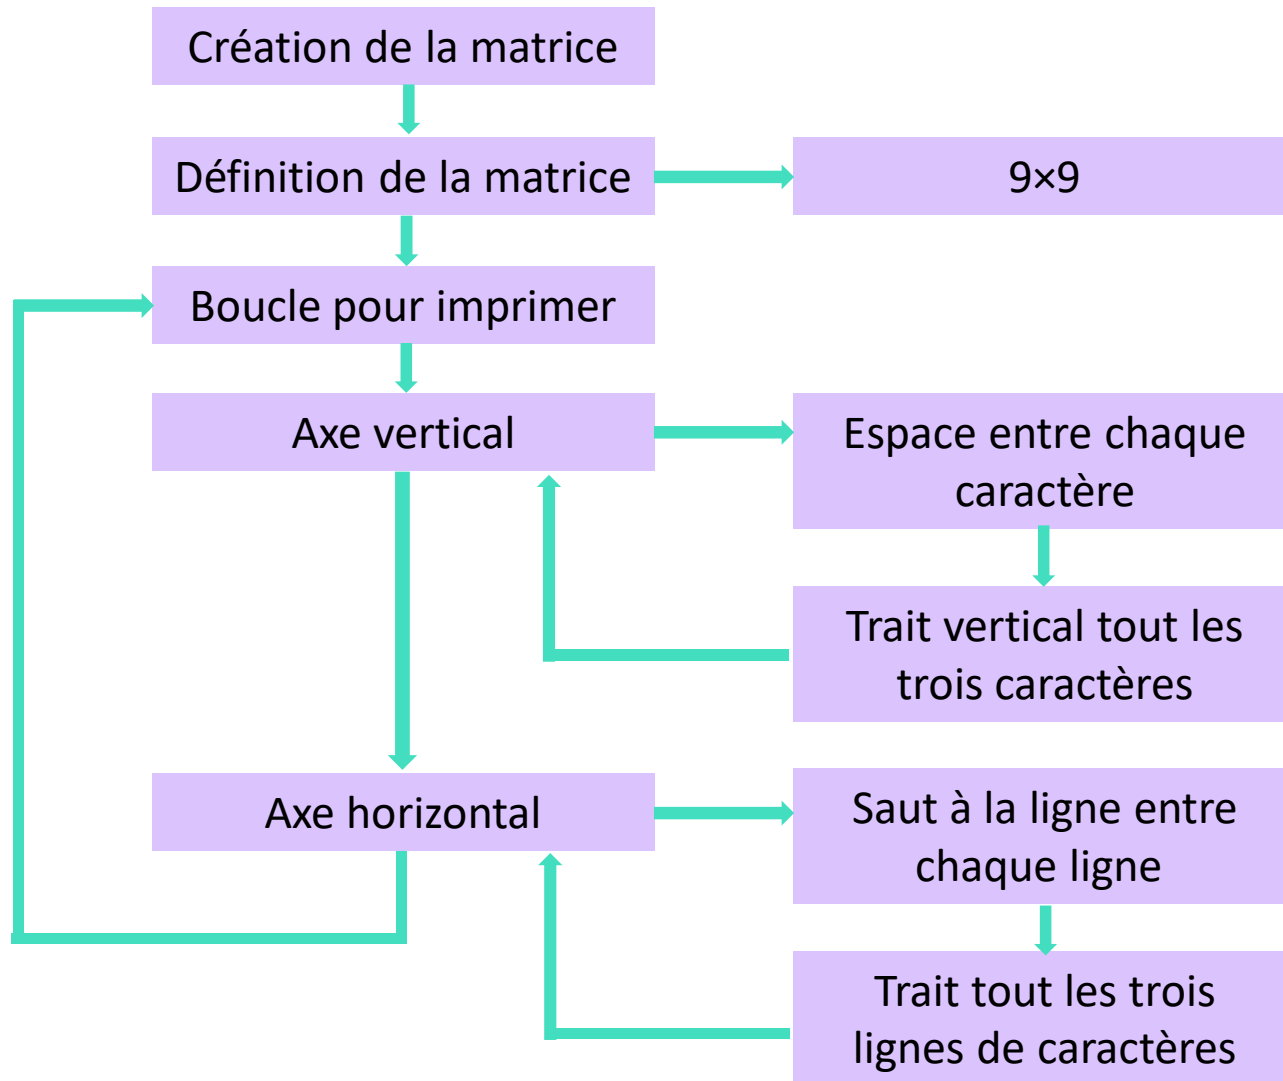 Création de la matrice
Définition de la matrice
9×9
Boucle pour imprimer
Axe vertical
Espace entre chaque
caractère
Trait vertical tout les
trois caractères
Axe horizontal
Saut à la ligne entre
chaque ligne
Trait tout les trois
lignes de caractères